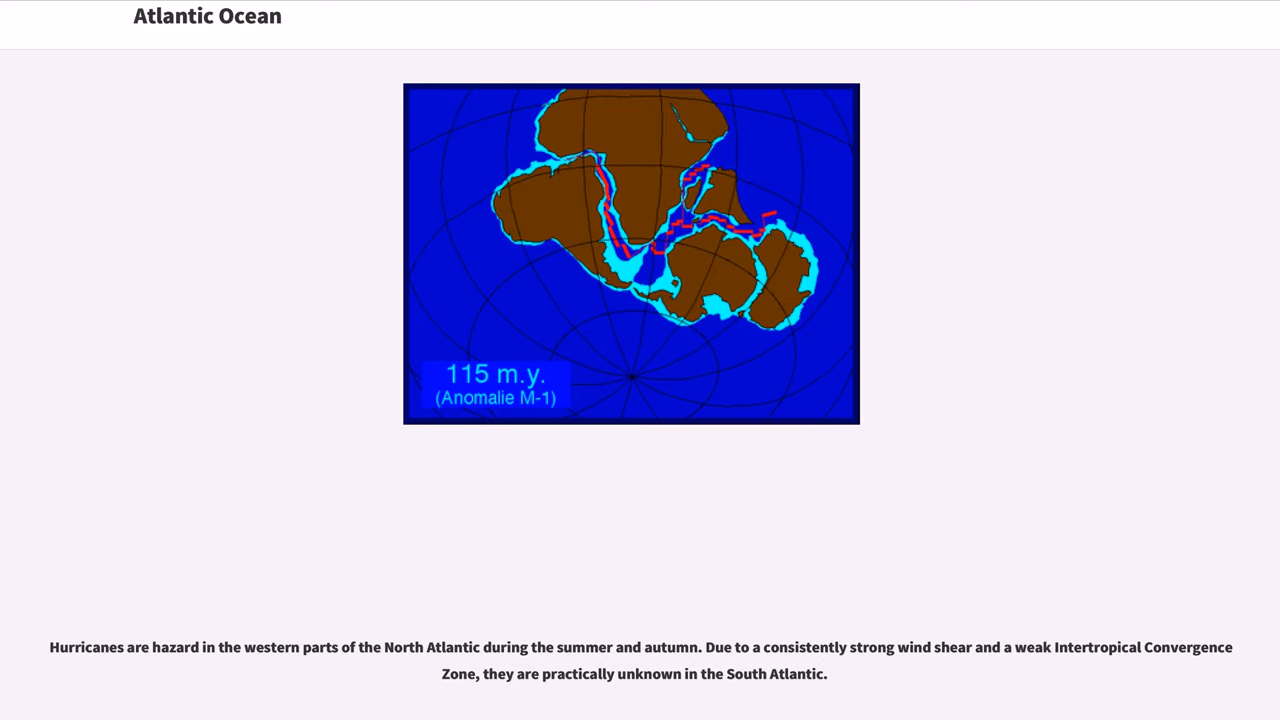 Atlantic Ocean
115 m.y.
(Anomalie M-1)
Hurricanes are hazard in the western parts of the North Atlantic during the summer and autumn. Due to a consistently strong wind shear and a weak Intertropical Convergence
Zone, they are practically unknown in the South Atlantic.